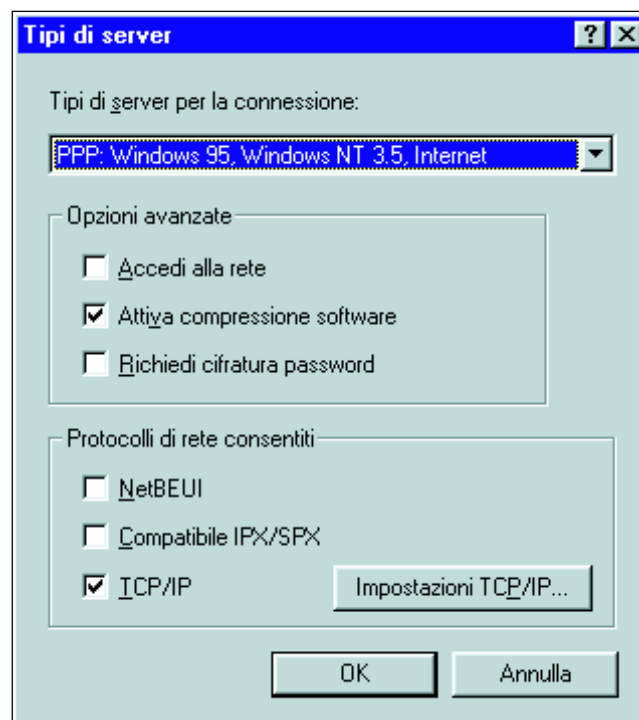 Tipi di server
Tipi di server per la connessione:
PPP: Windows 95, Windows NT 3.5, Internet
Opzioni avanzate
Accedi alla rete
Attiva compressione software
Richiedi cifratura password
Protocolli di rete consentiti
NetBEUI
Compatibile IPX/SPX
TCP/IP
Impostazioni TCP/IP...
OK
Annulla